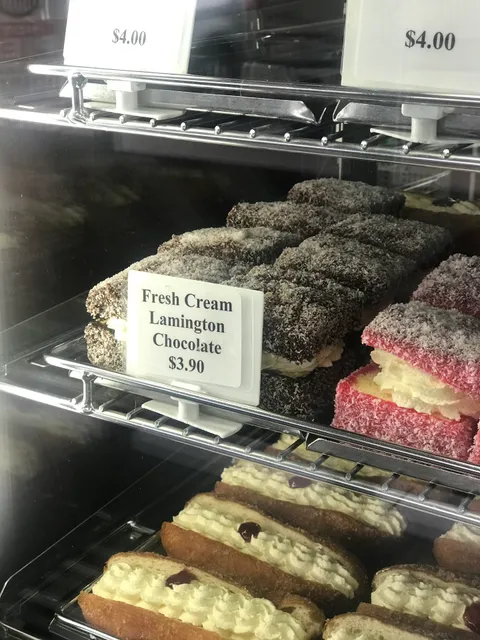 $4.00
$4.00
Fresh Cream
Lamington
Chocolate
$3.90